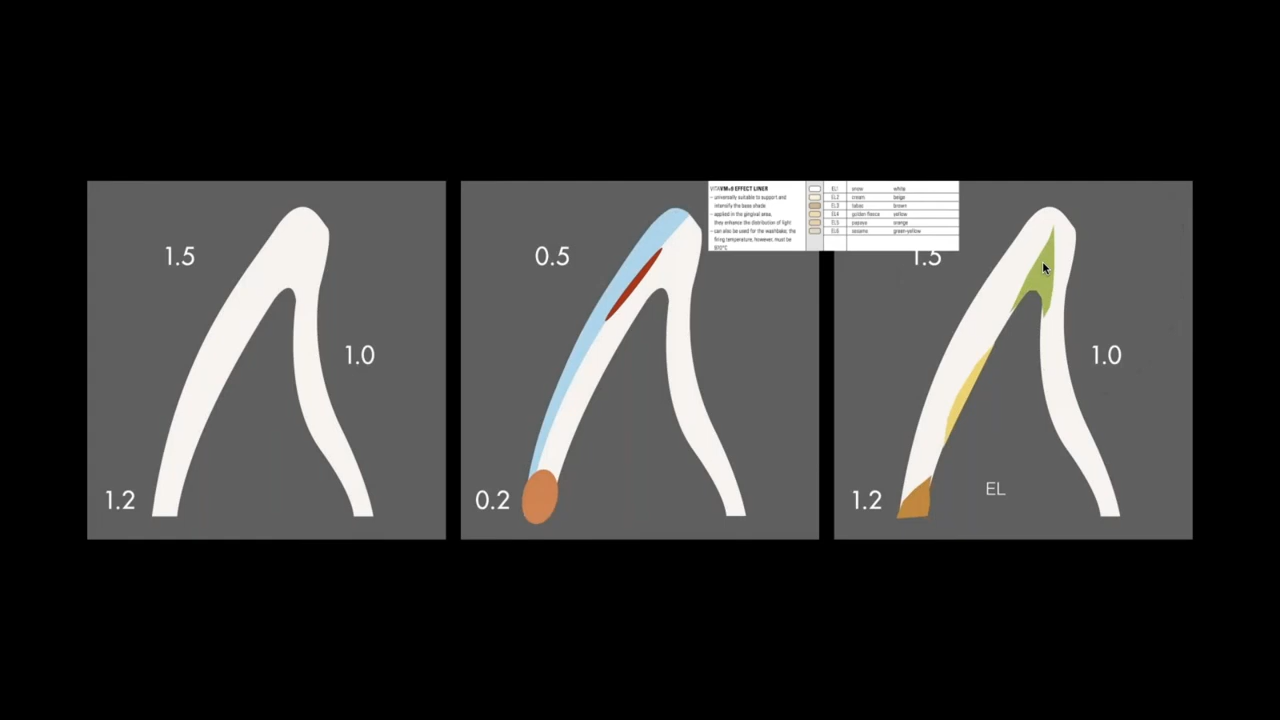 1.5
1.0
1.2
0.5
0.2
VITAVM®9 EFFECT LINER
– universally suitable to support and
intensify the base shade
– applied in the gingival area,
they enhance the distribution of light
– can also be used for the washbake; the
firing temperature, however, must be
EL1 snow white
EL2 cream beige
EL3 tabac brown
EL4 golden fleece yellow
EL5 papaya orange
EL6 sesame green-yellow
1.5
1.0
1.2
EL